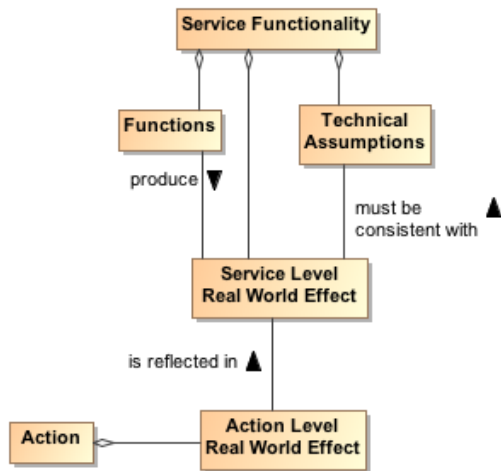 Service Functionality
Functions
Technical
Assumptions
produce
must be
consistent with
Service Level
Real World Effect
is reflected in
Action
Action Level
Real World Effect